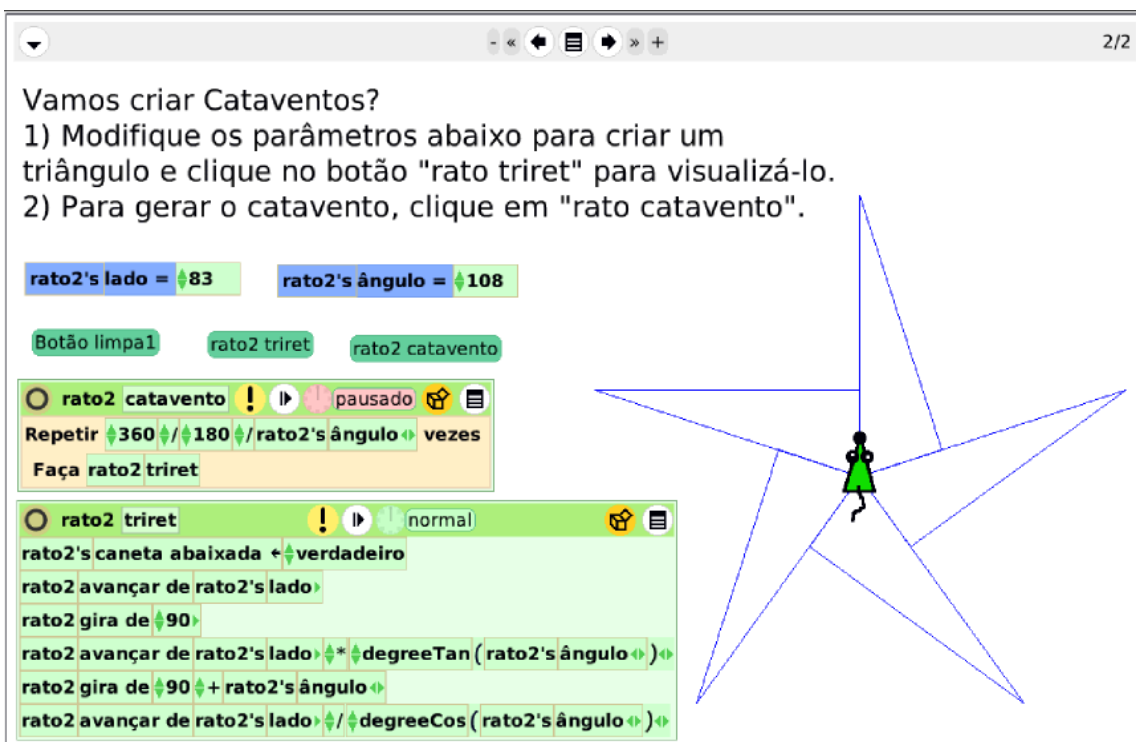 - « » + 2/2
Vamos criar Cataventos?
1) Modifique os parâmetros abaixo para criar um
triângulo e clique no botão "rato triret" para visualizá-lo.
2) Para gerar o catavento, clique em "rato catavento".
rato2's lado = 83 rato2's ângulo = 108
Botão limpa1 rato2 triret rato2 catavento
rato2 catavento ! pausado
Repetir 360 / 180 / rato2's ângulo vezes
Faça rato2 triret
rato2 triret ! normal
rato2's caneta abaixada ← verdadeiro
rato2 avançar de rato2's lado
rato2 gira de 90
rato2 avançar de rato2's lado * degreeTan ( rato2's ângulo )
rato2 gira de 90 + rato2's ângulo
rato2 avançar de rato2's lado / degreeCos ( rato2's ângulo )